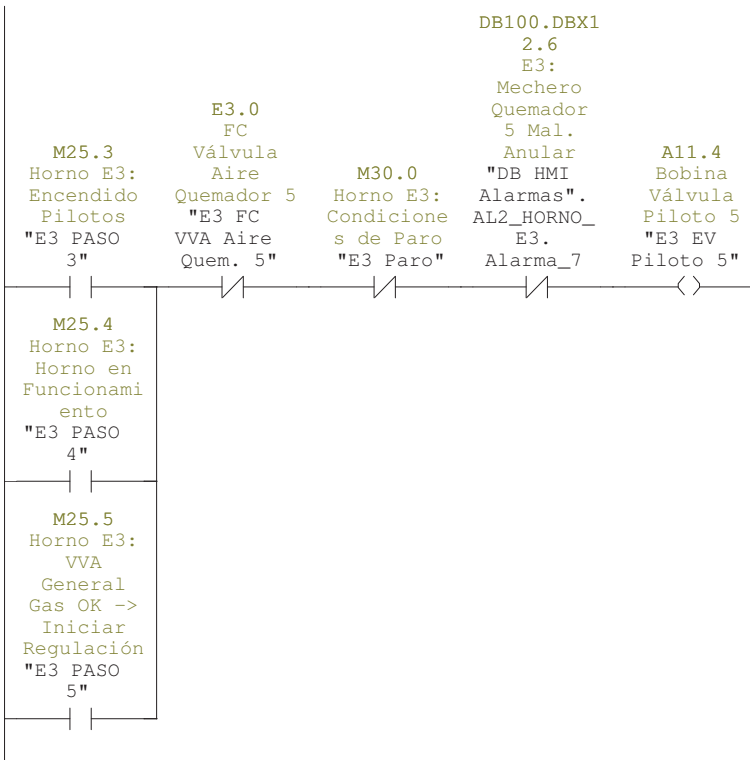 M25.3
Horno E3:
Encendido
Pilotos
"E3 PASO
3"
E3.0
FC
Válvula
Aire
Quemador 5
"E3 FC
VVA Aire
Quem. 5"
M30.0
Horno E3:
Condicione
s de Paro
"E3 Paro"
DB100.DBX1
2.6
E3:
Mechero
Quemador
5 Mal.
Anular
"DB HMI
Alarmas".
AL2_HORNO_
E3.
Alarma_7
A11.4
Bobina
Válvula
Piloto 5
"E3 EV
Piloto 5"
M25.4
Horno E3:
Horno en
Funcionami
ento
"E3 PASO
4"
M25.5
Horno E3:
VVA
General
Gas OK ->
Iniciar
Regulación
"E3 PASO
5"